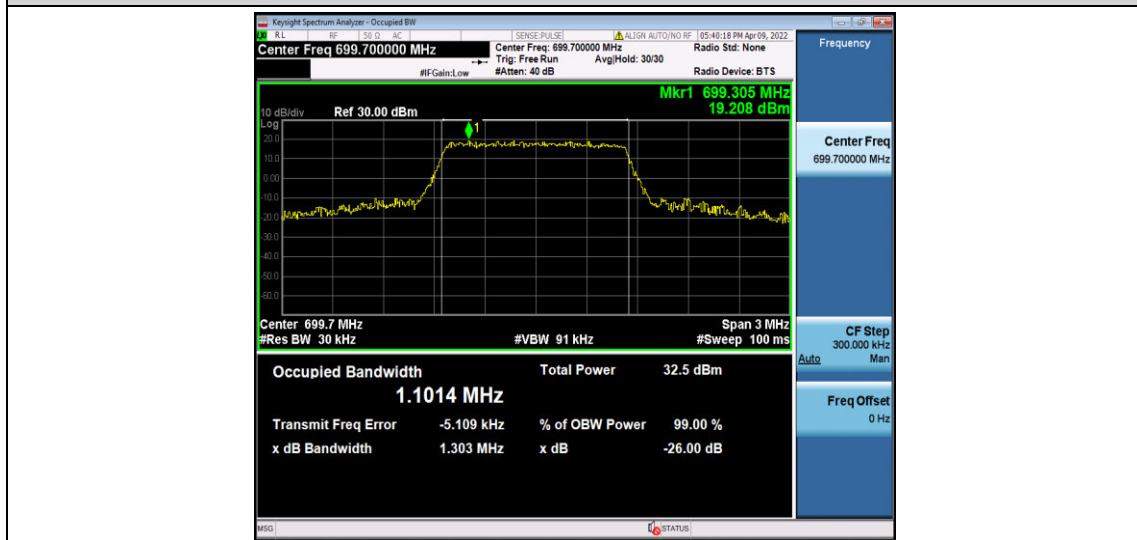 Keysight Spectrum Analyzer - Occupied BW
RL RF 50 Ω AC SENSE:PULSE ALIGN AUTO/NO RF 05:40:18 PM Apr 09, 2022
Center Freq 699.700000 MHz Center Freq: 699.700000 MHz Radio Std: None
Trig: Free Run Avg|Hold: 30/30
#IFGain:Low #Atten: 40 dB Radio Device: BTS
Mkr1 699.305 MHz
19.208 dBm
10 dB/div Ref 30.00 dBm
Log
1
20.0
10.0
0.00
-10.0
-20.0
-30.0
-40.0
-50.0
-60.0
Center 699.7 MHz Span 3 MHz
#Res BW 30 kHz #VBW 91 kHz #Sweep 100 ms
Occupied Bandwidth Total Power 32.5 dBm
1.1014 MHz
Transmit Freq Error -5.109 kHz % of OBW Power 99.00 %
x dB Bandwidth 1.303 MHz x dB -26.00 dB
MSG STATUS
Frequency
Center Freq
699.700000 MHz
CF Step
300.000 kHz
Auto Man
Freq Offset
0 Hz